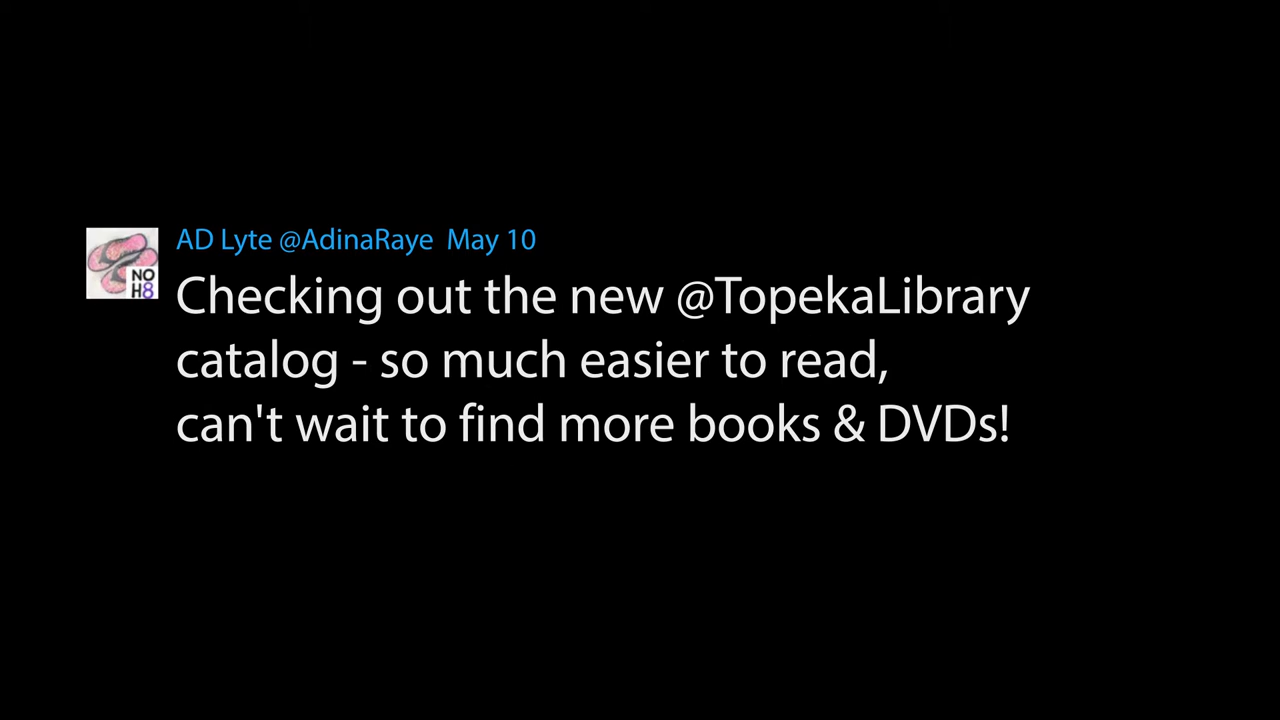 AD Lyte @AdinaRaye May 10
NO
H8
Checking out the new @TopekaLibrary
catalog - so much easier to read,
can't wait to find more books & DVDs!